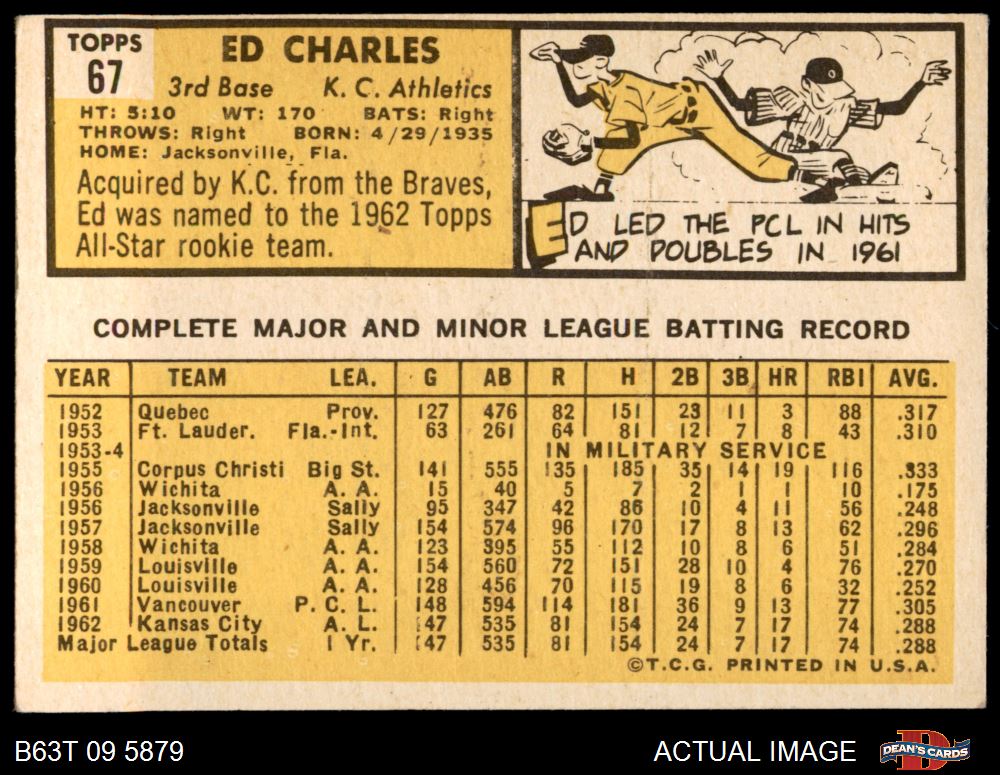 TOPPS
67
ED CHARLES
3rd Base K. C. Athletics
HT: 5:10 WT: 170 BATS: Right
THROWS: Right BORN: 4/29/1935
HOME: Jacksonville, Fla.
Acquired by K.C. from the Braves,
Ed was named to the 1962 Topps
All-Star rookie team.
ED LED THE PCL IN HITS
AND DOUBLES IN 1961
COMPLETE MAJOR AND MINOR LEAGUE BATTING RECORD
YEAR TEAM LEA. G AB R H 2B 3B HR RBI AVG.
1952 Quebec Prov. 127 476 82 151 23 11 3 88 .317
1953 Ft. Lauder. Fla.-Int. 63 261 64 81 12 7 8 43 .310
1953-4 IN MILITARY SERVICE
1955 Corpus Christi Big St. 141 555 135 185 35 14 19 116 .333
1956 Wichita A. A. 15 40 5 7 2 1 1 10 .175
1956 Jacksonville Sally 95 347 42 86 10 4 11 56 .248
1957 Jacksonville Sally 154 574 96 170 17 8 13 62 .296
1958 Wichita A. A. 123 395 55 112 10 8 6 51 .284
1959 Louisville A. A. 154 560 72 151 28 10 4 76 .270
1960 Louisville A. A. 128 456 70 115 19 8 6 32 .252
1961 Vancouver P. C. L. 148 594 114 181 36 9 13 77 .305
1962 Kansas City A. L. 147 535 81 154 24 7 17 74 .288
Major League Totals 1 Yr. 147 535 81 154 24 7 17 74 .288
©T.C.G. PRINTED IN U.S.A.
B63T 09 5879 ACTUAL IMAGE DEAN'S CARDS